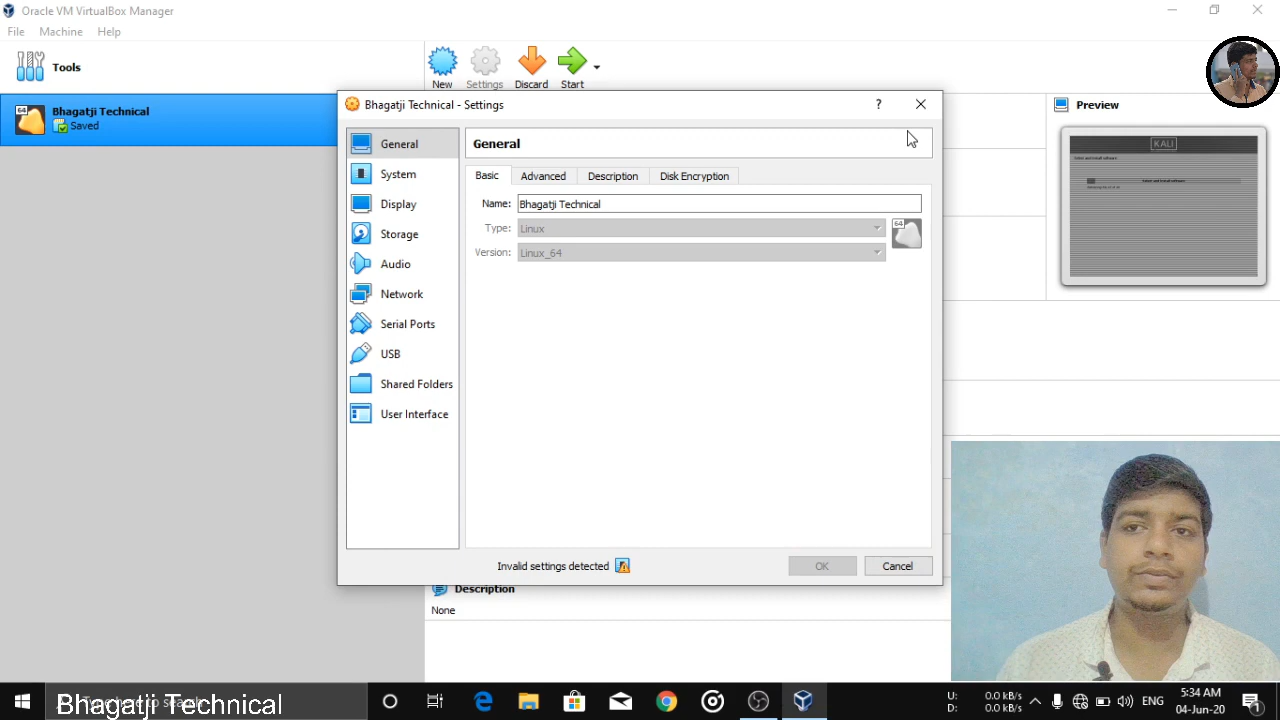 Oracle VM VirtualBox Manager
File Machine Help
Tools
New Settings Discard Start
Bhagatji Technical
Saved
64
Bhagatji Technical - Settings
?
Preview
KALI
General
System
Display
Storage
Audio
Network
Serial Ports
USB
Shared Folders
User Interface
General
Basic Advanced Description Disk Encryption
Name: Bhagatji Technical
Type: Linux
64
Version: Linux_64
Invalid settings detected
OK Cancel
Description
None
Bhagatji Technical
U: 0.0 kB/s
D: 0.0 kB/s
ENG
5:34 AM
04-Jun-20
1